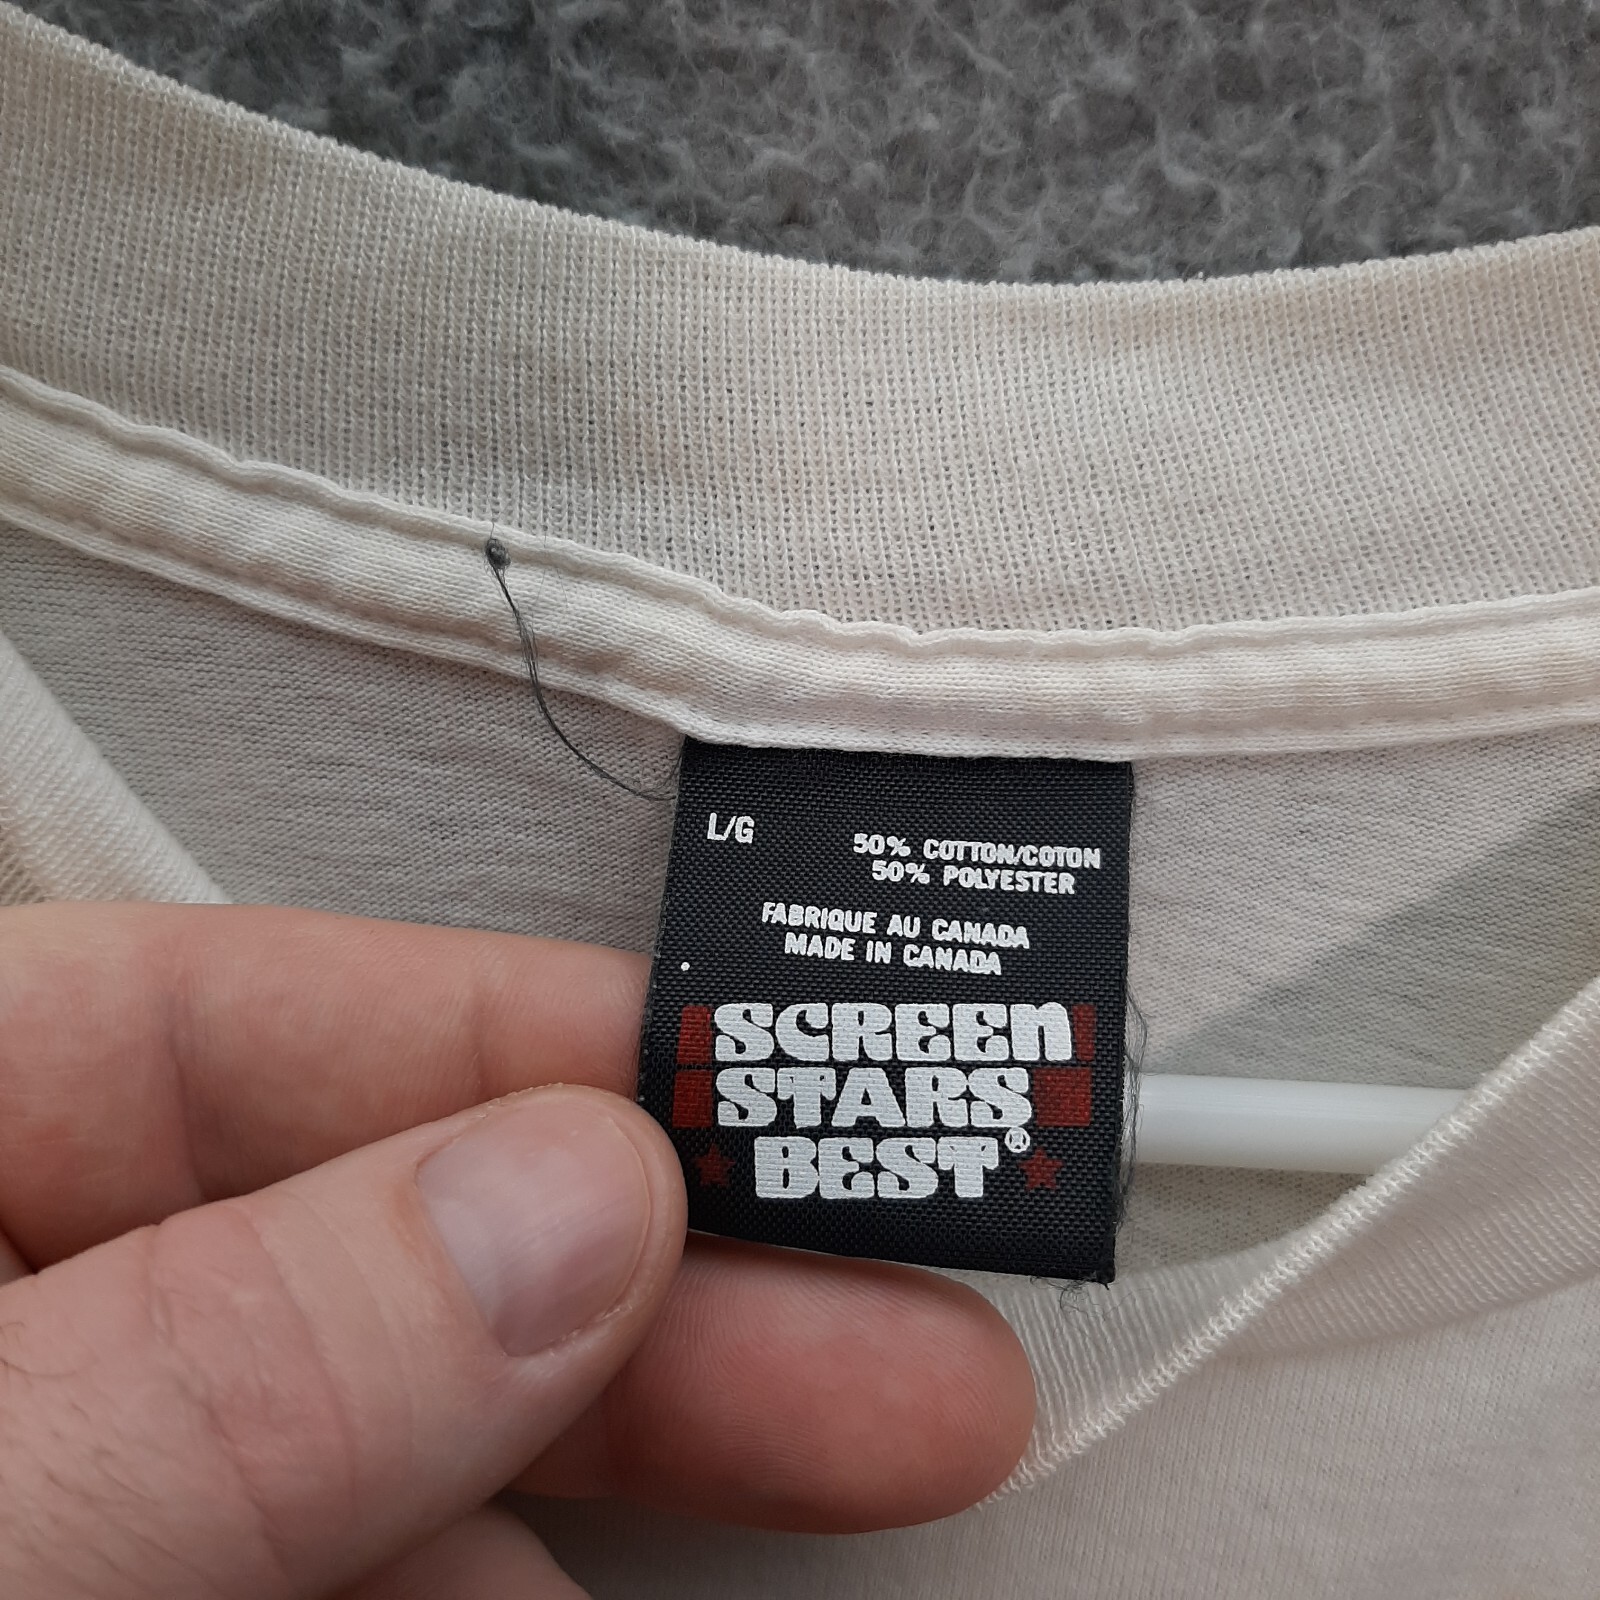 L/G
50% COTTON/COTON
50% POLYESTER
FABRIQUE AU CANADA
MADE IN CANADA
SCREEN
STARS
BEST®